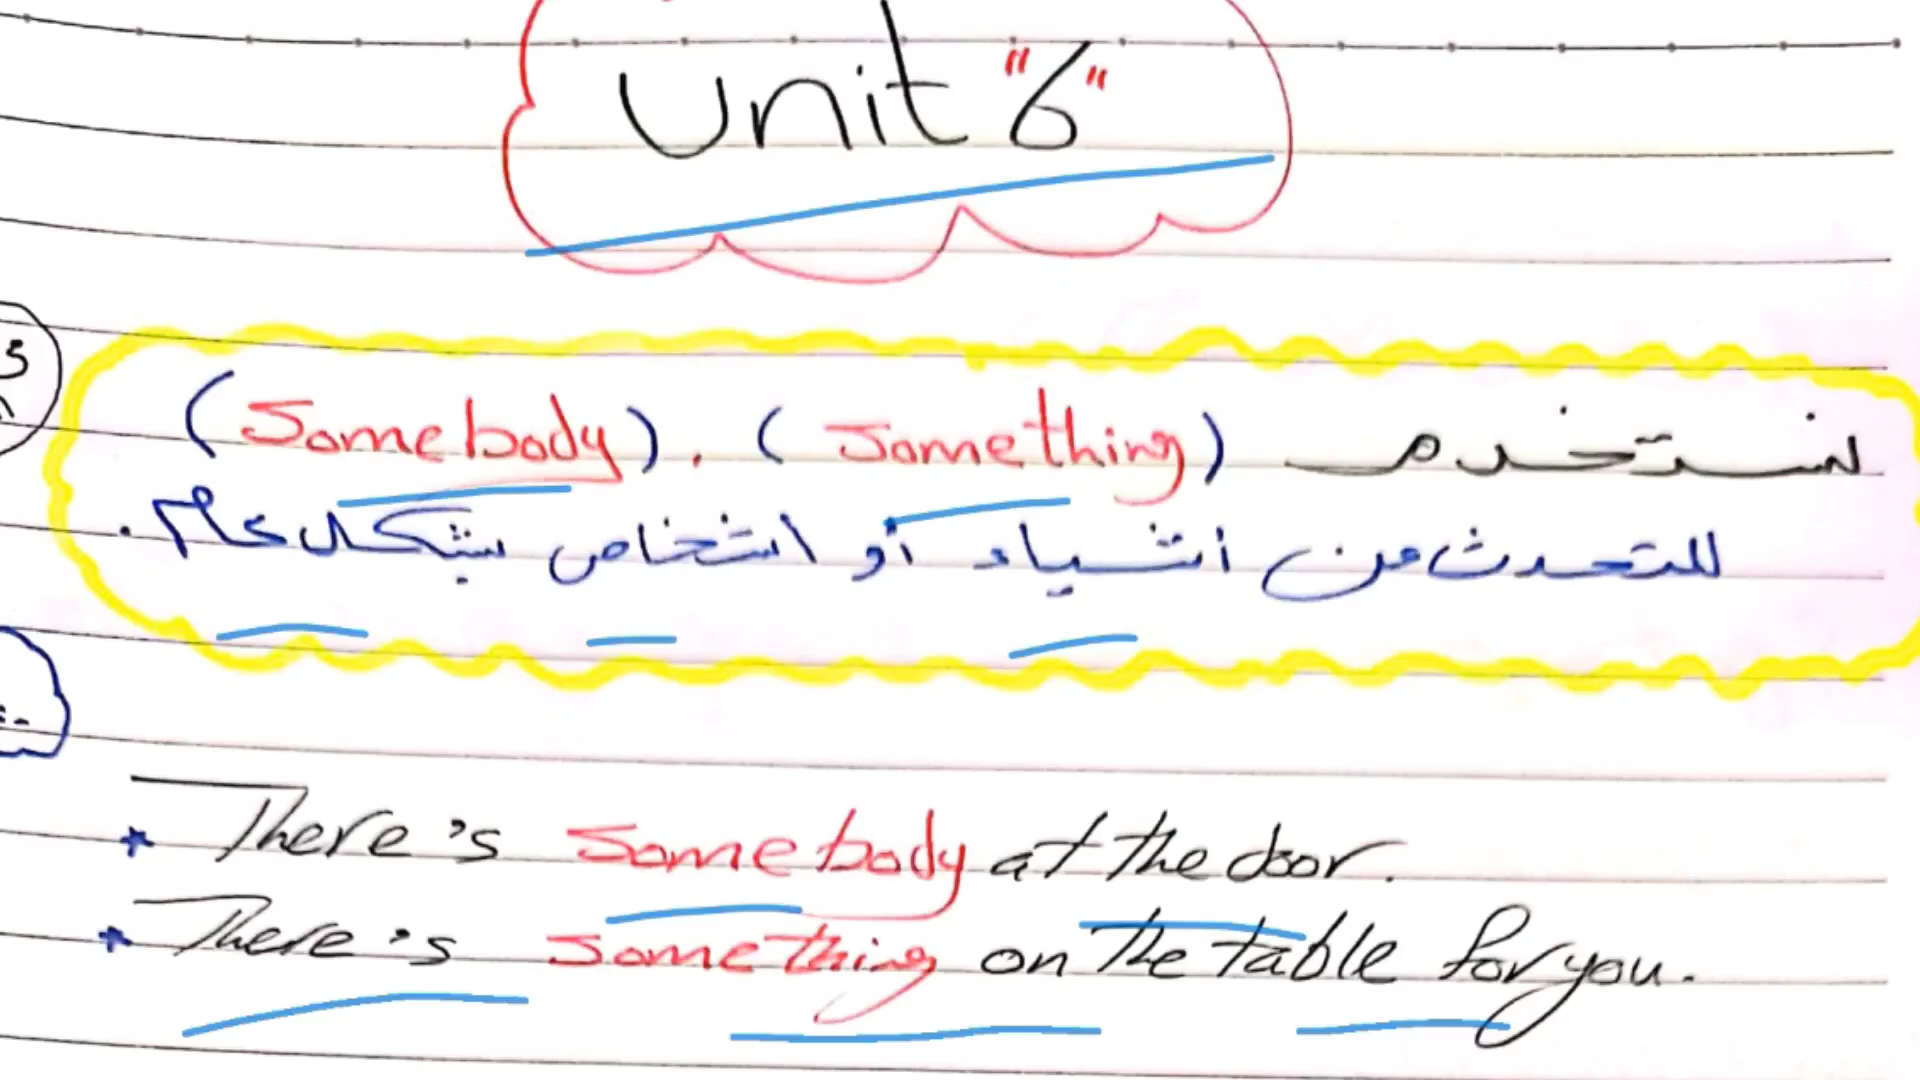 Unit "6"
نستخدم (Something) . (Somebody)
للتحدث عن أشياء أو اشخاص بشكل عام .
* There's somebody at the door.
* There's something on the table for you.